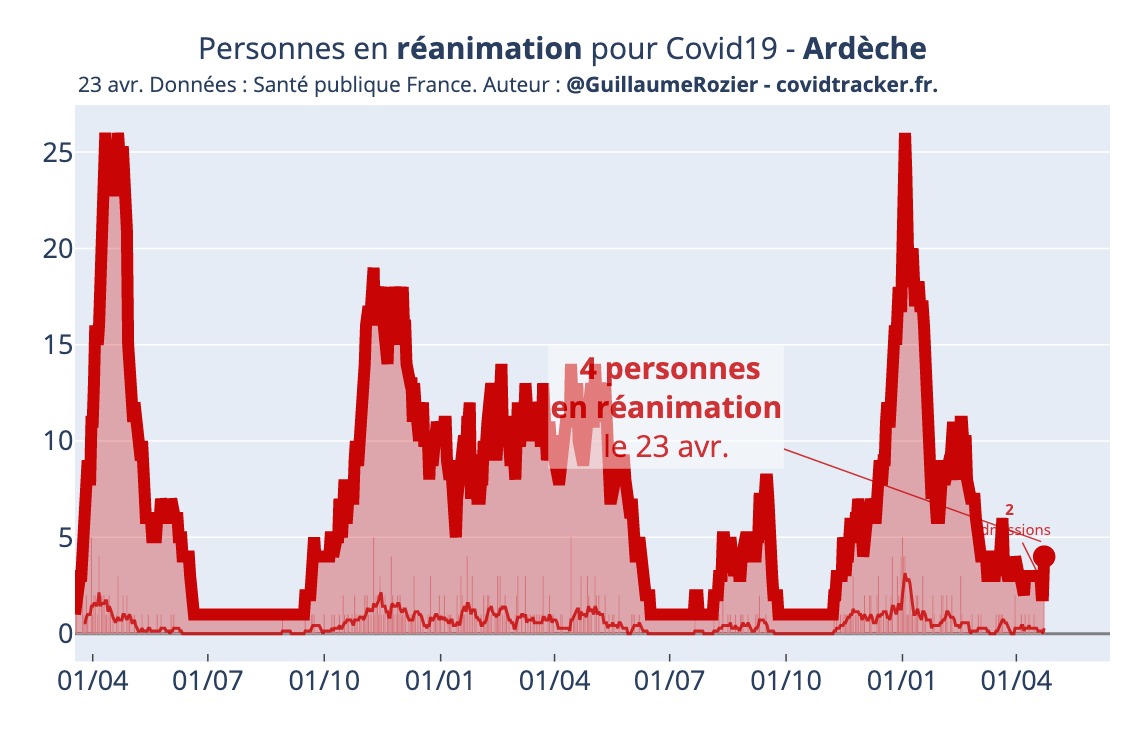 Personnes en réanimation pour Covid19 - Ardèche
23 avr. Données : Santé publique France. Auteur : @GuillaumeRozier - covidtracker.fr.
25
20
15
10
5
0
4 personnes
en réanimation
le 23 avr.
2
01/04 01/07 01/10 01/01 01/04 01/07 01/10 01/01 01/04